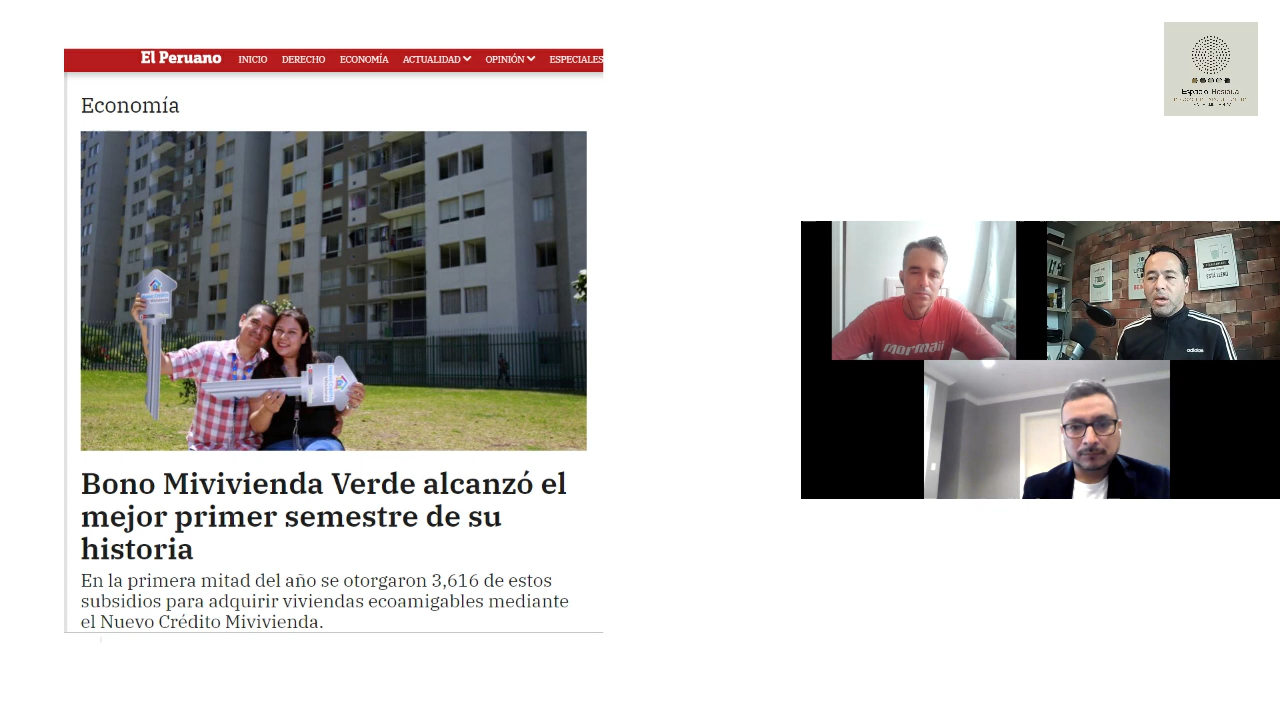 El Peruano
INICIO DERECHO ECONOMÍA ACTUALIDAD OPINIÓN ESPECIALES
Economía
Bono Mivivienda Verde alcanzó el
mejor primer semestre de su
historia
En la primera mitad del año se otorgaron 3,616 de estos
subsidios para adquirir viviendas ecoamigables mediante
el Nuevo Crédito Mivivienda.
Espacio
mormaii
adidas